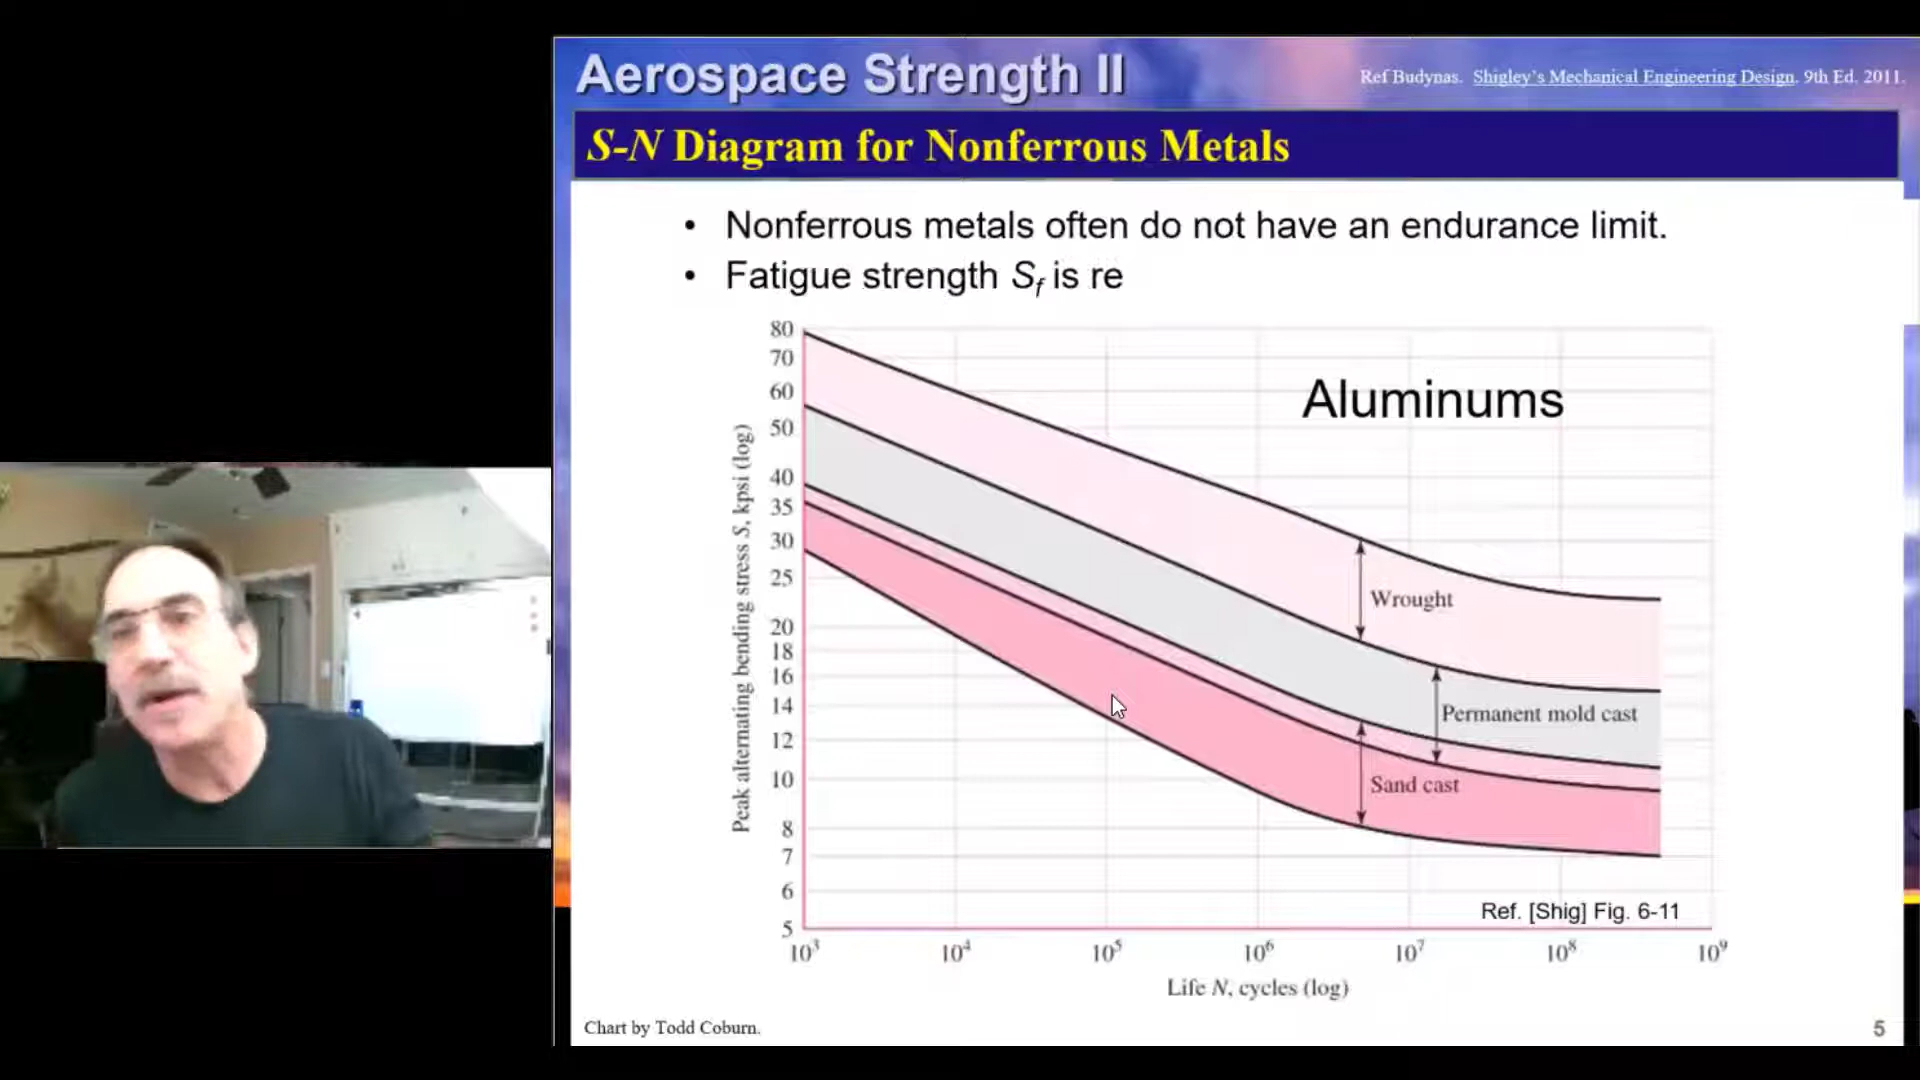 Aerospace Strength II
Ref Budynas. Shigley's Mechanical Engineering Design. 9th Ed. 2011.
S-N Diagram for Nonferrous Metals
• Nonferrous metals often do not have an endurance limit.
• Fatigue strength Sf is re
Aluminums
Peak alternating bending stress S, kpsi (log)
80
70
60
50
40
35
30
25
20
18
16
14
12
10
8
7
6
5
Wrought
Permanent mold cast
Sand cast
Ref. [Shig] Fig. 6-11
10³ 10⁴ 10⁵ 10⁶ 10⁷ 10⁸ 10⁹
Life N, cycles (log)
Chart by Todd Coburn.
5